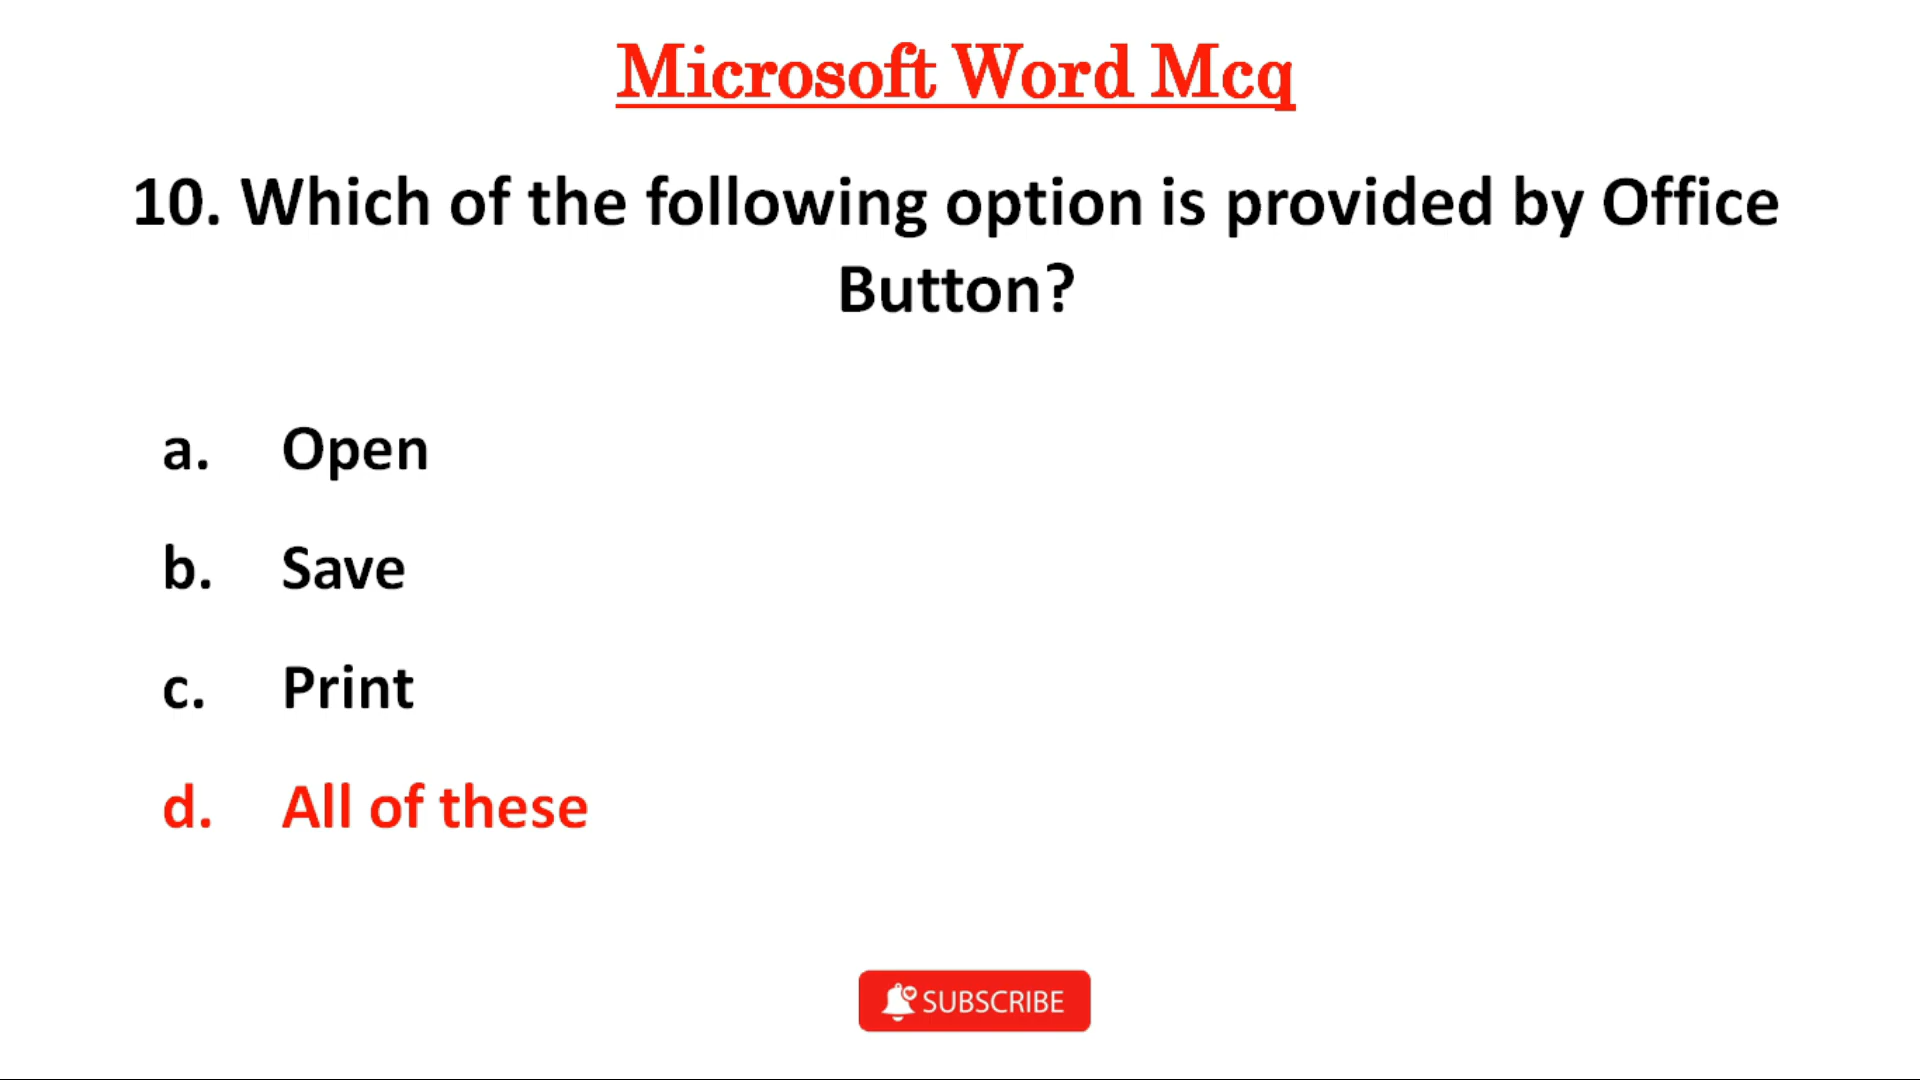 Microsoft Word Mcq
10. Which of the following option is provided by Office
Button?
a. Open
b. Save
c. Print
d. All of these
SUBSCRIBE